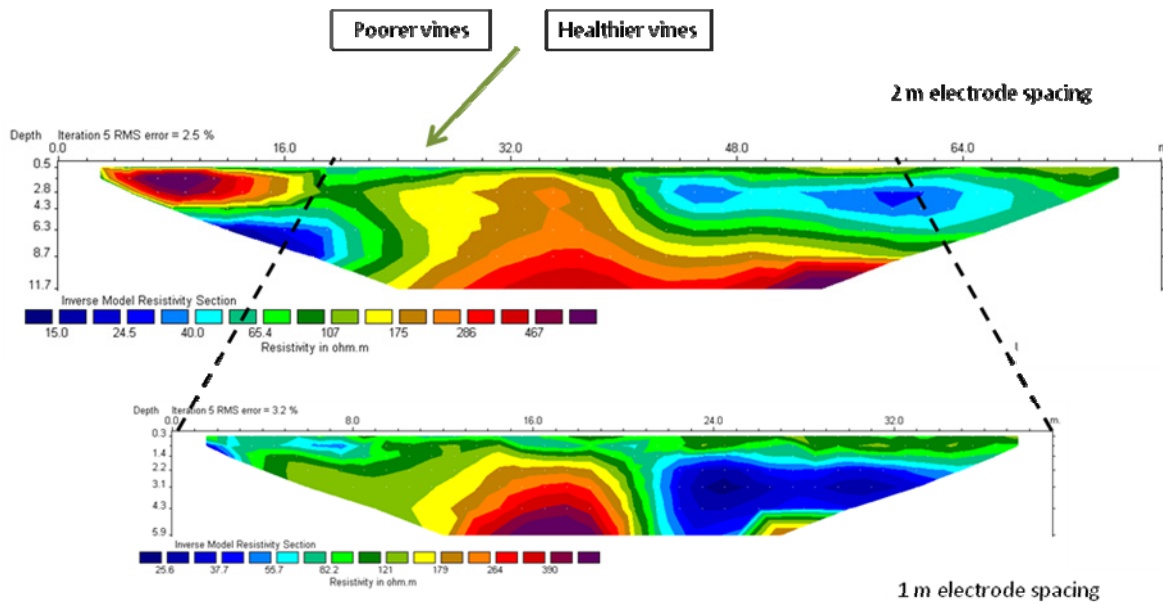 Poorer vines
Healthier vines
2 m electrode spacing
Depth Iteration 5 RMS error = 2.5 %
0.0 16.0 32.0 48.0 64.0 m
0.5
2.8
4.3
6.3
8.7
11.7
Inverse Model Resistivity Section
15.0 24.5 40.0 65.4 107 175 286 467
Resistivity in ohm.m
Depth Iteration 5 RMS error = 3.2 %
0.0 8.0 16.0 24.0 32.0 m.
0.3
1.4
2.2
3.1
4.3
5.9
Inverse Model Resistivity Section
25.6 37.7 55.7 82.2 121 179 264 390
Resistivity in ohm.m
1 m electrode spacing